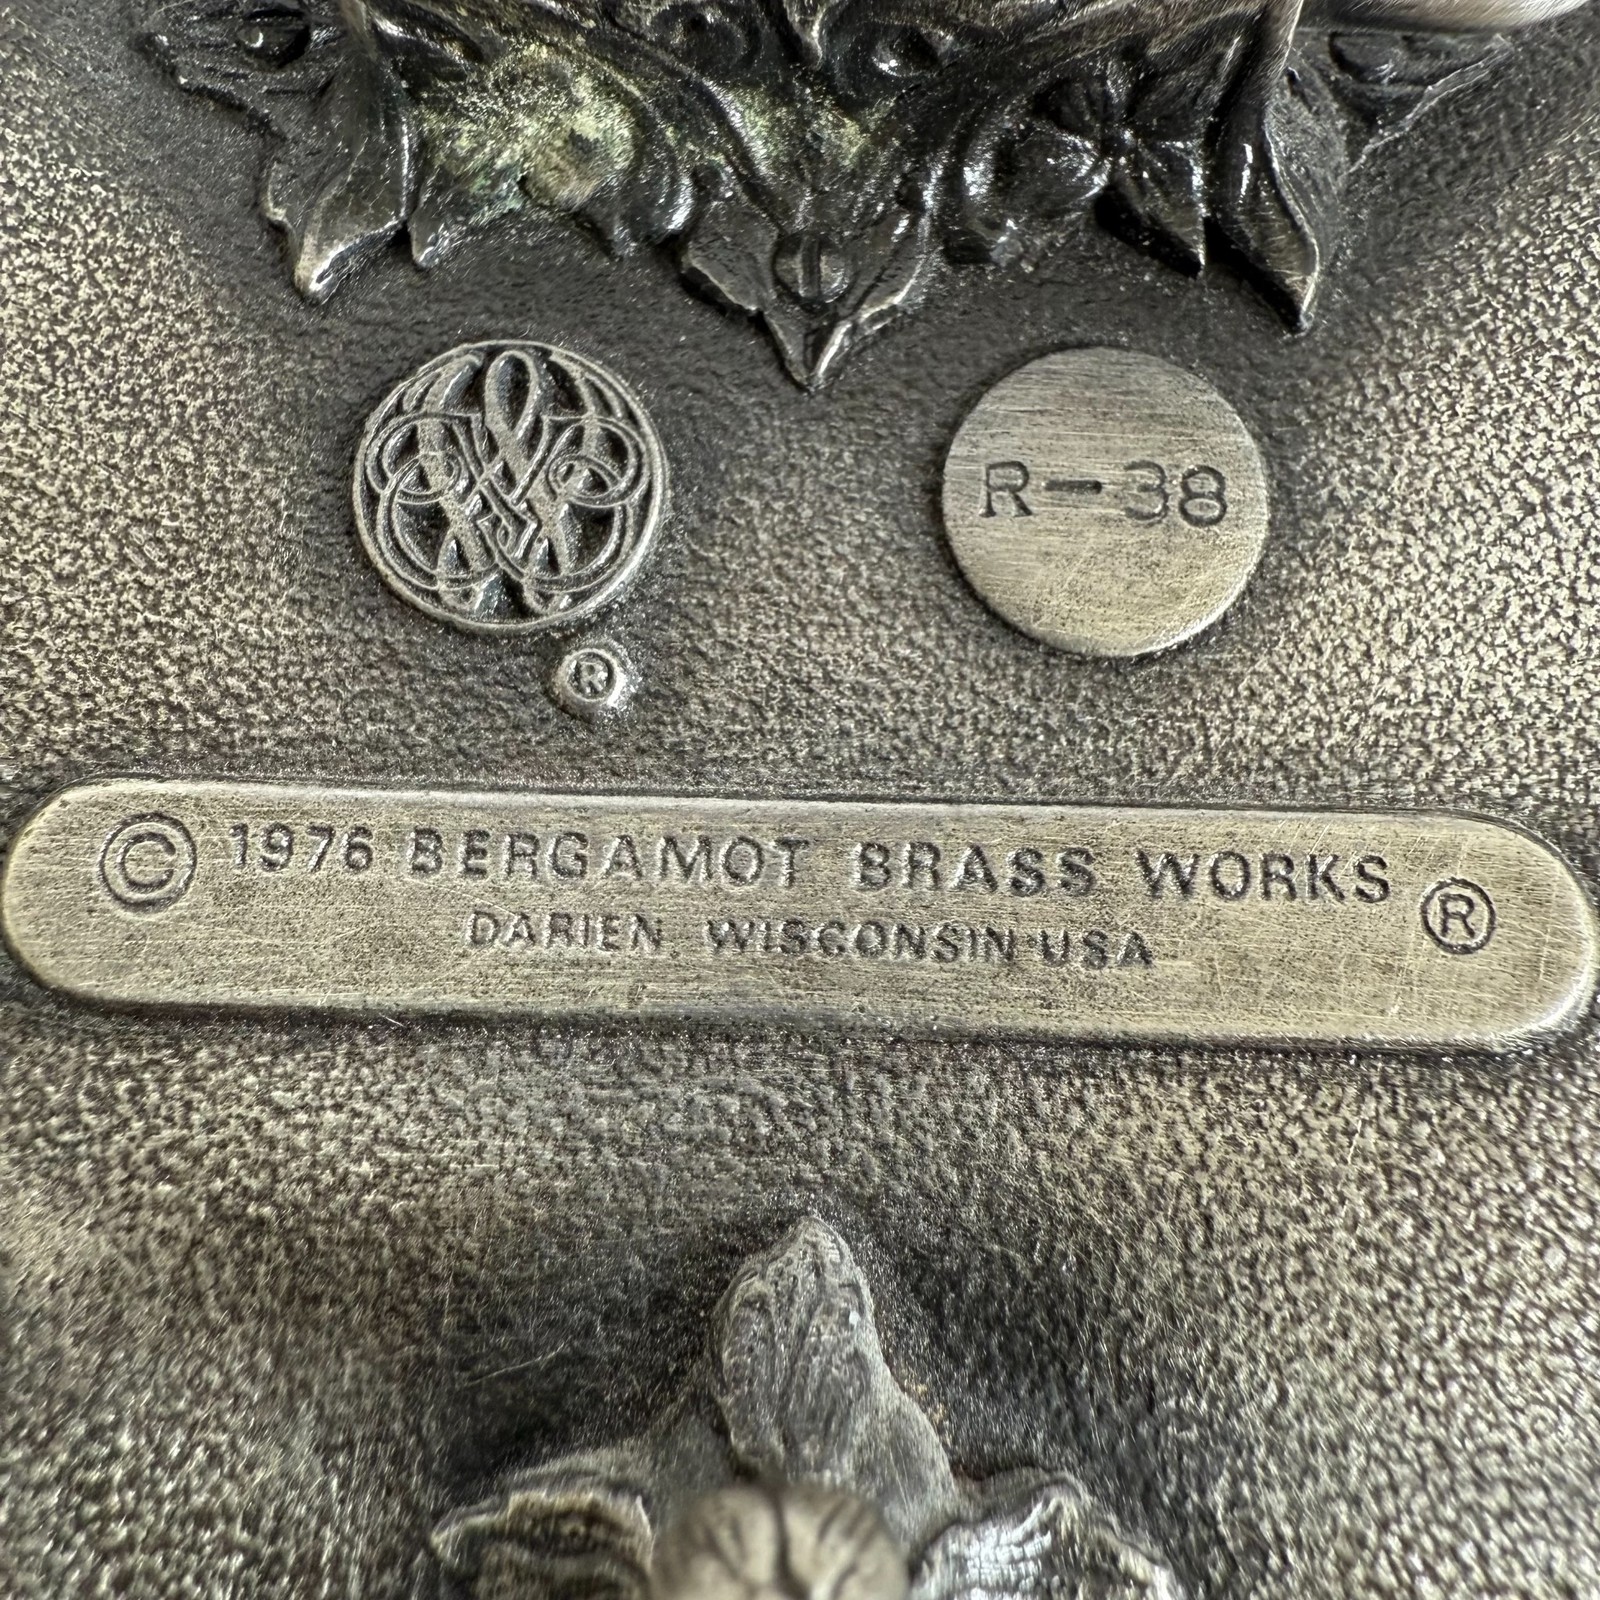 R-38
®
© 1976 BERGAMOT BRASS WORKS ®
DARIEN WISCONSIN USA